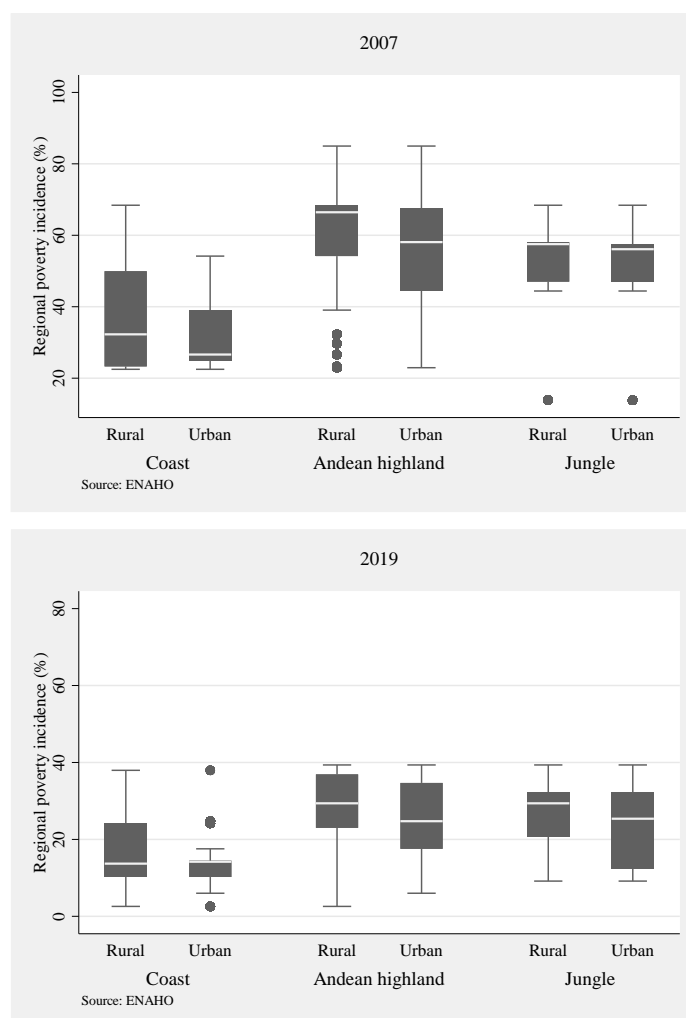 2007
Regional poverty incidence (%)
100
80
60
40
20
Rural Urban Rural Urban Rural Urban
Coast Andean highland Jungle
Source: ENAHO
2019
Regional poverty incidence (%)
80
60
40
20
0
Rural Urban Rural Urban Rural Urban
Coast Andean highland Jungle
Source: ENAHO